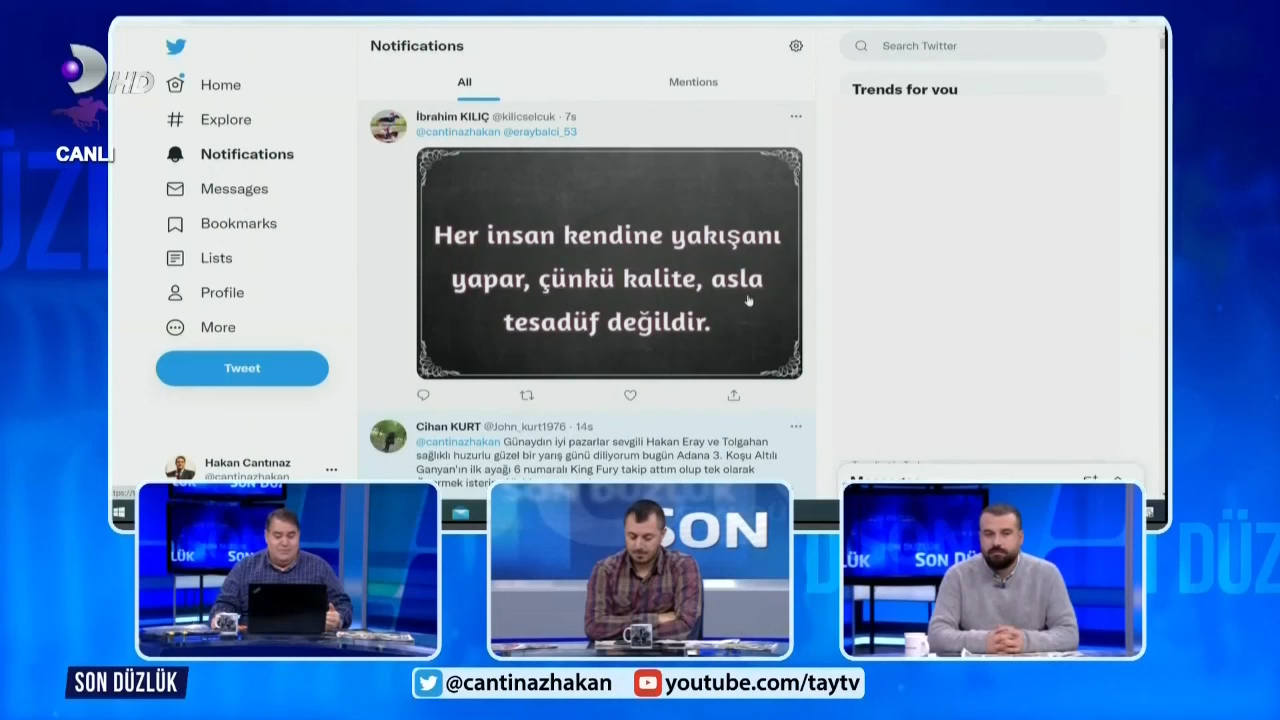 HD
CANLI
Home
Explore
Notifications
Messages
Bookmarks
Lists
Profile
More
Tweet
Hakan Cantınaz
@cantinazhakan
Notifications
All
Mentions
İbrahim KILIÇ @kilicselcuk · 7s
@cantinazhakan @eraybalci_53
Her insan kendine yakışanı
yapar, çünkü kalite, asla
tesadüf değildir.
Cihan KURT @John_kurt1976 · 14s
@cantinazhakan Günaydın iyi pazarlar sevgili Hakan Eray ve Tolgahan
sağlıklı huzurlu güzel bir yarış günü diliyorum bugün Adana 3. Koşu Altılı
Ganyan'ın ilk ayağı 6 numaralı King Fury takip attım olup tek olarak
Search Twitter
Trends for you
SON
SON DÜZLÜK
@cantinazhakan
youtube.com/taytv